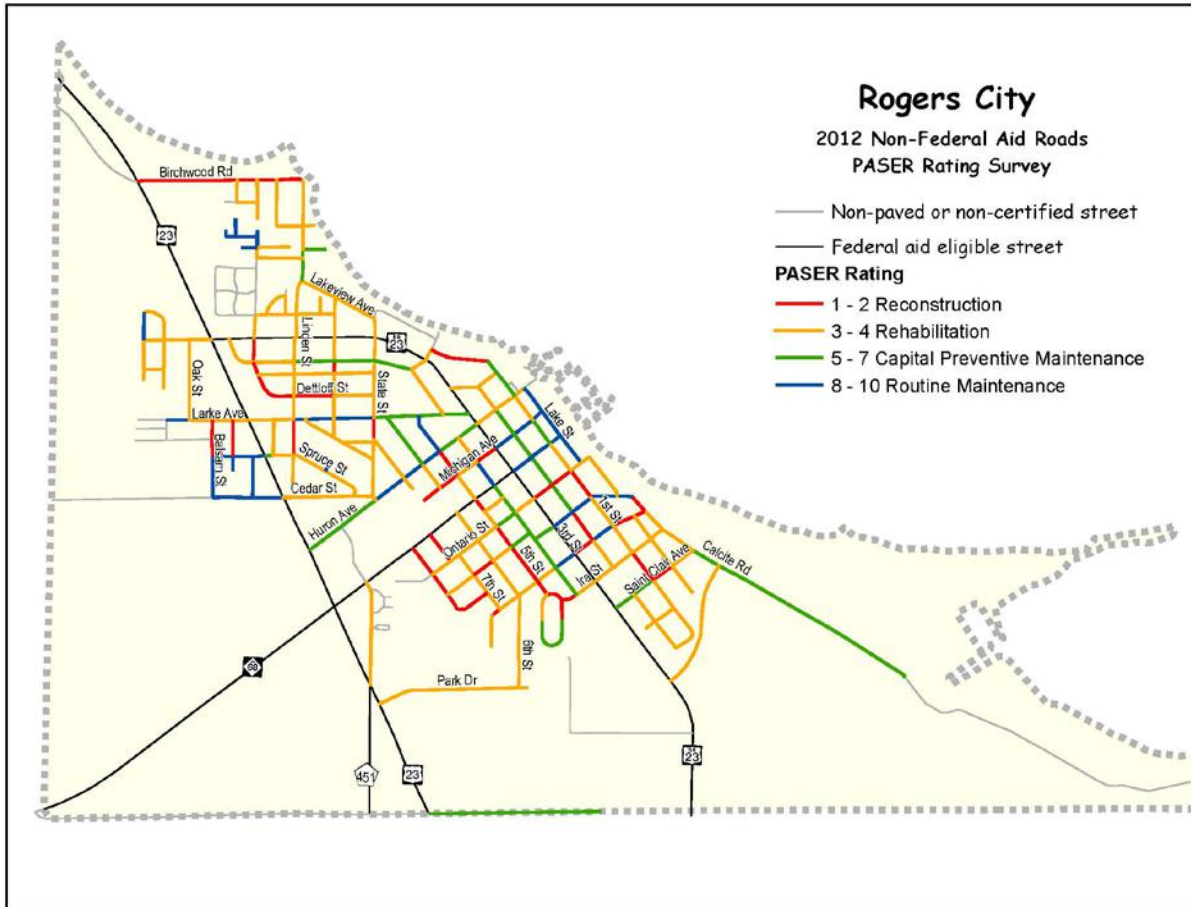 Rogers City
2012 Non-Federal Aid Roads
PASER Rating Survey
Non-paved or non-certified street
Federal aid eligible street
PASER Rating
1 - 2 Reconstruction
3 - 4 Rehabilitation
5 - 7 Capital Preventive Maintenance
8 - 10 Routine Maintenance
Birchwood Rd
23
Lakeview Ave
Linden St
23
Oak St
Dettloff St
State St
Larke Ave
Lake St
Michigan Ave
Balsam St
Spruce St
Cedar St
Huron Ave
1st St
3rd St
Ontario St
5th St
Calcite Rd
Saint Clair Ave
Ira St
7th St
6th St
68
Park Dr
451
23
23